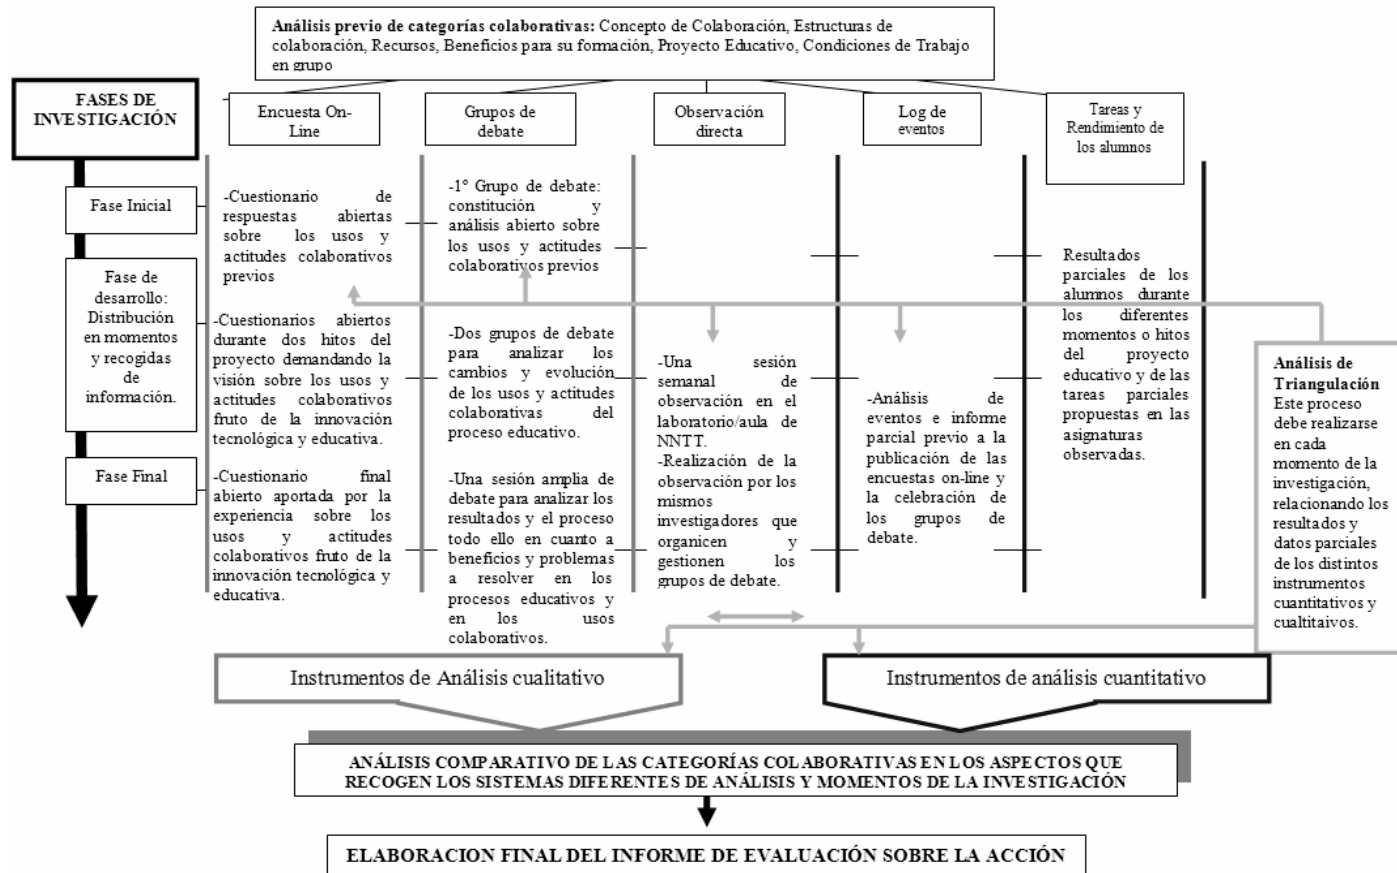 Análisis previo de categorías colaborativas: Concepto de Colaboración, Estructuras de
colaboración, Recursos, Beneficios para su formación, Proyecto Educativo, Condiciones de Trabajo
en grupo
FASES DE
INVESTIGACIÓN
Encuesta On-
Line
Grupos de
debate
Observación
directa
Log de
eventos
Tareas y
Rendimiento de
los alumnos
Fase Inicial
-Cuestionario de
respuestas abiertas
sobre los usos y
actitudes colaborativos
previos
-1º Grupo de debate:
constitución y
análisis abierto sobre
los usos y actitudes
colaborativos previos
Fase de
desarrollo:
Distribución
en momentos
y recogidas
de
información.
-Cuestionarios abiertos
durante dos hitos del
proyecto demandando la
visión sobre los usos y
actitudes colaborativos
fruto de la innovación
tecnológica y educativa.
-Dos grupos de debate
para analizar los
cambios y evolución
de los usos y actitudes
colaborativas del
proceso educativo.
-Una sesión
semanal de
observación en el
laboratorio/aula de
NNTT.
-Realización de la
observación por los
mismos
investigadores que
organicen y
gestionen los
grupos de debate.
-Análisis de
eventos e informe
parcial previo a la
publicación de las
encuestas on-line y
la celebración de
los grupos de
debate.
Resultados
parciales de los
alumnos durante
los diferentes
momentos o hitos
del proyecto
educativo y de las
tareas parciales
propuestas en las
asignaturas
observadas.
Fase Final
-Cuestionario final
abierto aportada por la
experiencia sobre los
usos y actitudes
colaborativos fruto de la
innovación tecnológica y
educativa.
-Una sesión amplia de
debate para analizar los
resultados y el proceso
todo ello en cuanto a
beneficios y problemas
a resolver en los
procesos educativos y
en los usos
colaborativos.
Análisis de
Triangulación
Este proceso
debe realizarse
en cada
momento de la
investigación,
relacionando los
resultados y
datos parciales
de los distintos
instrumentos
cuantitativos y
cualtitaivos.
Instrumentos de Análisis cualitativo
Instrumentos de análisis cuantitativo
ANÁLISIS COMPARATIVO DE LAS CATEGORÍAS COLABORATIVAS EN LOS ASPECTOS QUE
RECOGEN LOS SISTEMAS DIFERENTES DE ANÁLISIS Y MOMENTOS DE LA INVESTIGACIÓN
ELABORACION FINAL DEL INFORME DE EVALUACIÓN SOBRE LA ACCIÓN